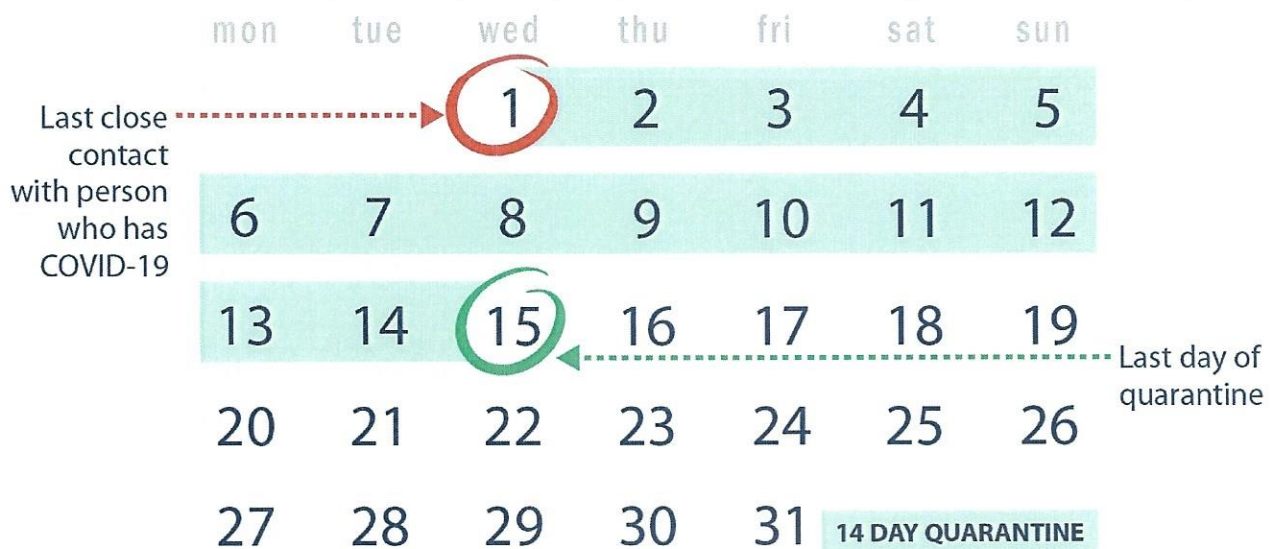 mon tue wed thu fri sat sun
1 2 3 4 5
Last close
contact
with person
who has
COVID-19
6 7 8 9 10 11 12
13 14 15 16 17 18 19
Last day of
quarantine
20 21 22 23 24 25 26
27 28 29 30 31 14 DAY QUARANTINE